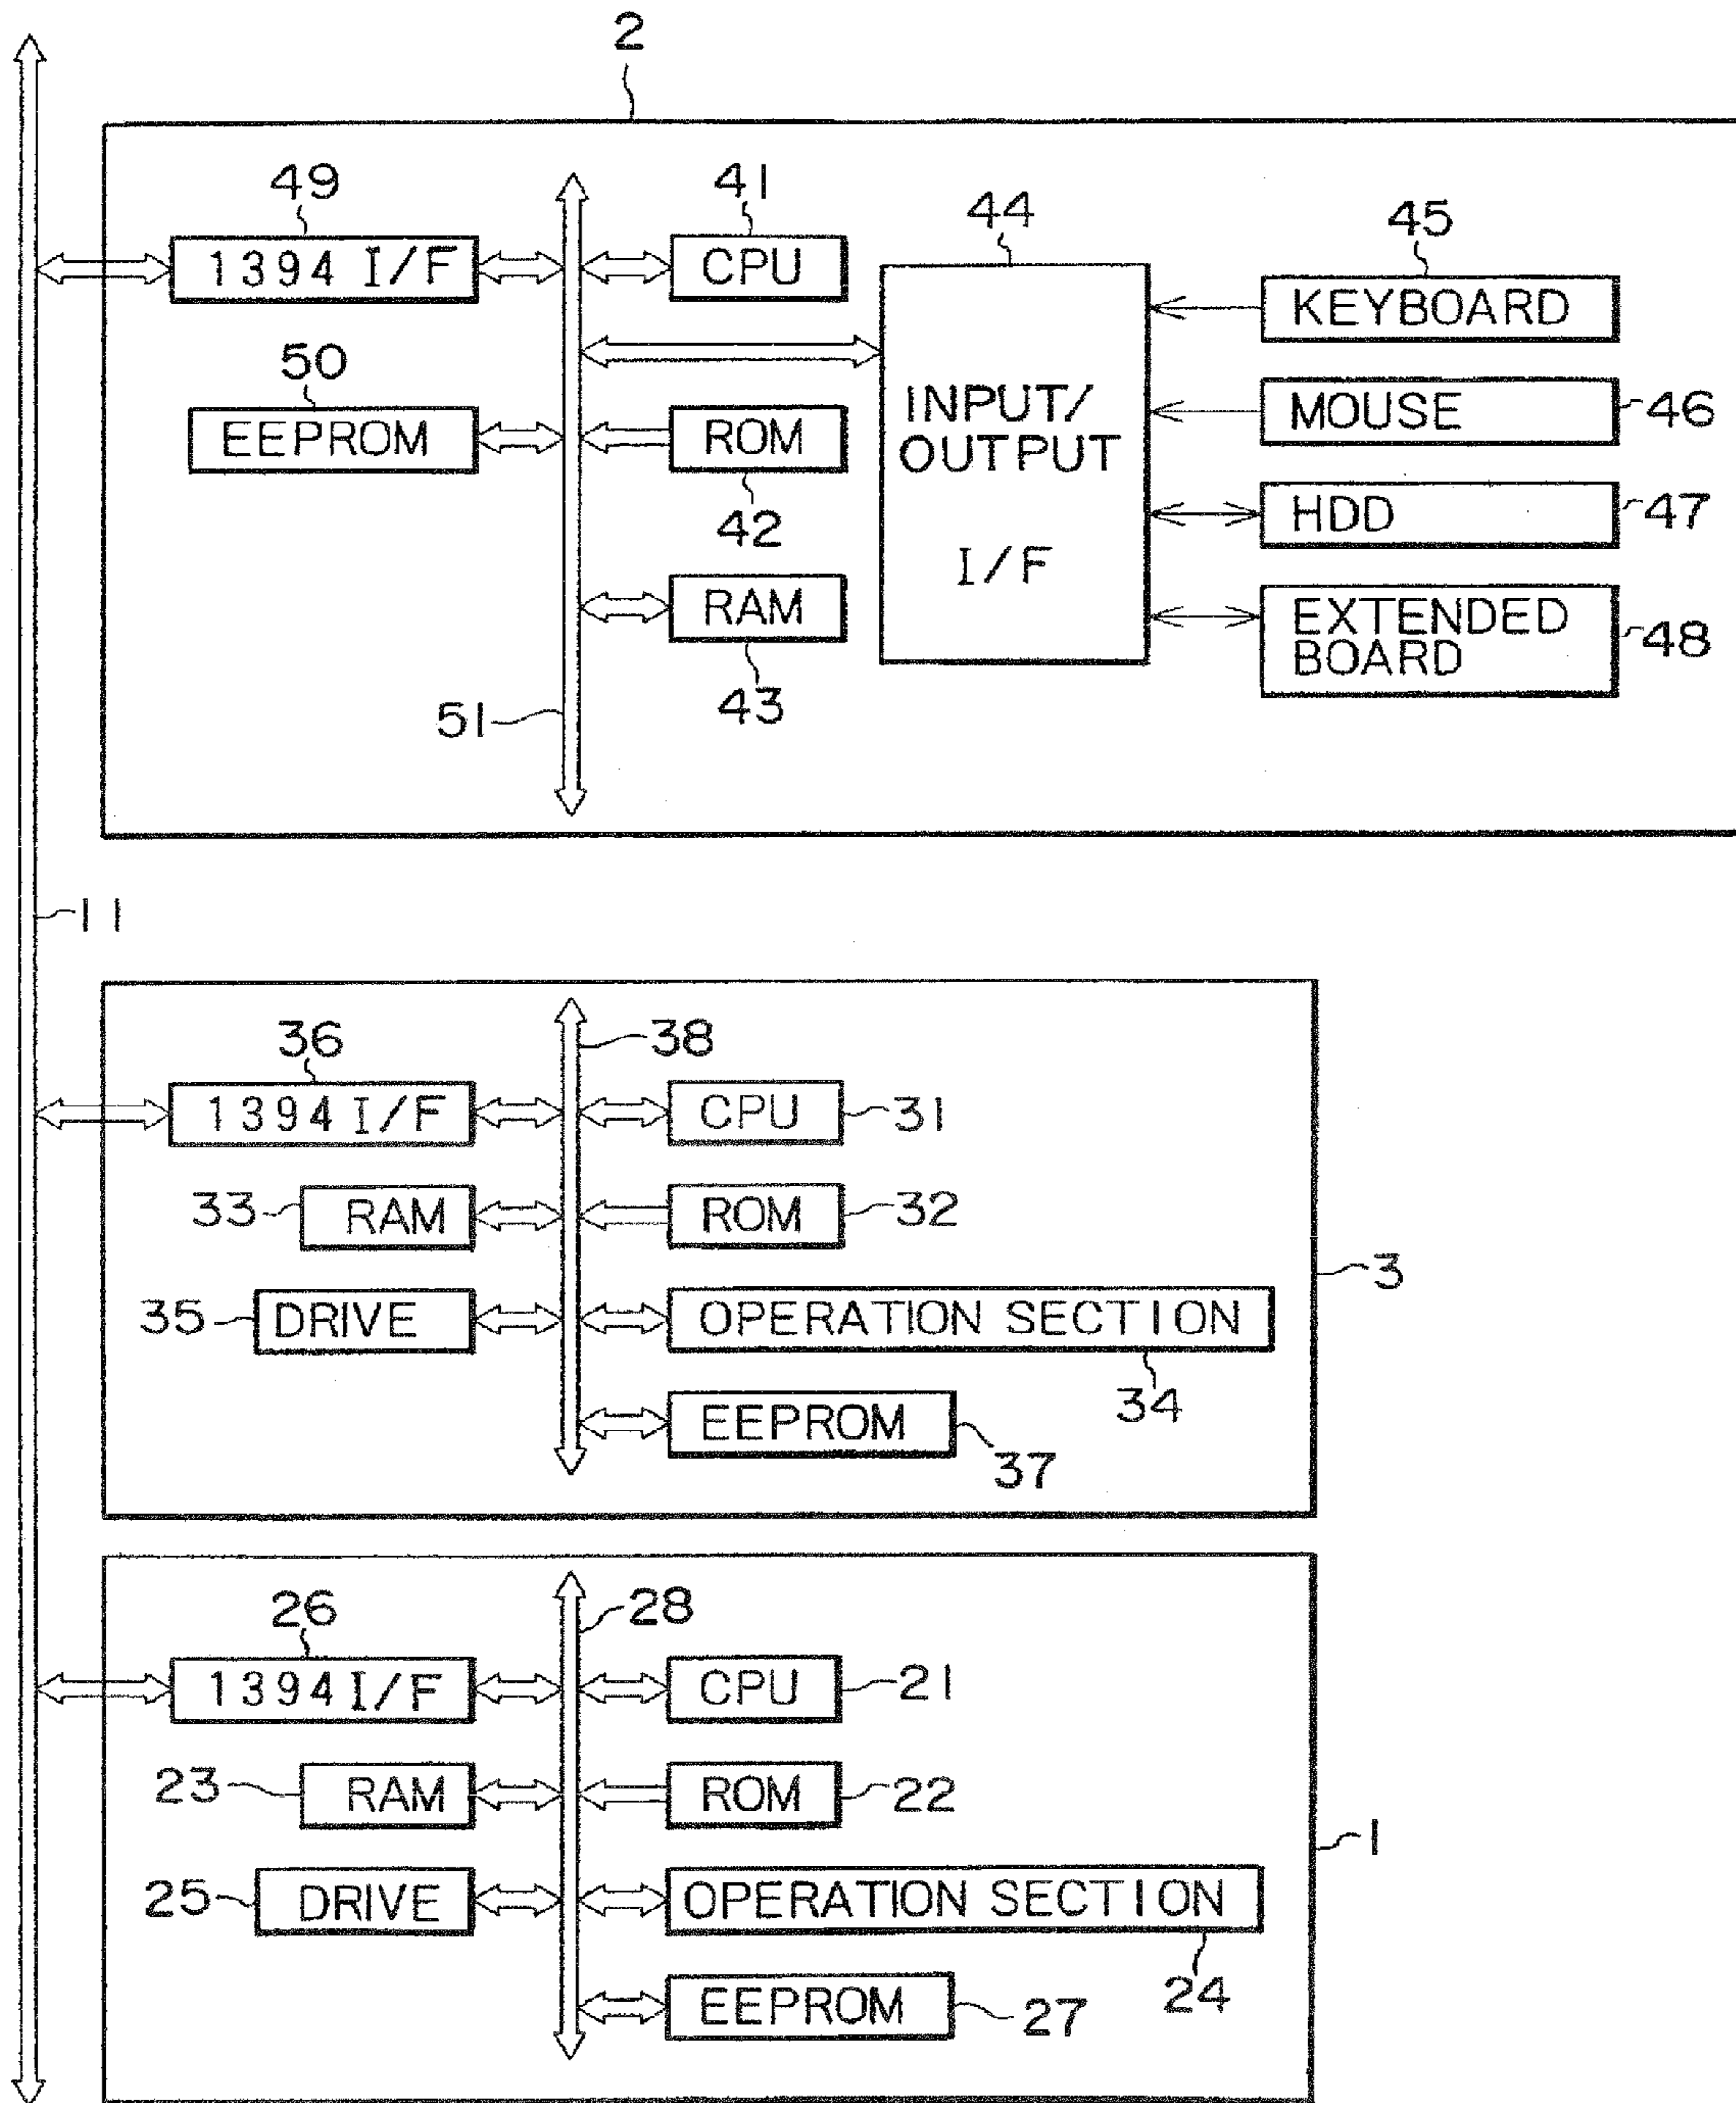 2
49
41
44
45
1394 I/F
CPU
KEYBOARD
50
INPUT/
OUTPUT
I/F
MOUSE
46
EEPROM
ROM
42
HDD
47
RAM
43
EXTENDED
BOARD
48
51
11
36
38
1394 I/F
CPU
31
33
RAM
ROM
32
3
35
DRIVE
OPERATION SECTION
34
EEPROM
37
26
28
1394 I/F
CPU
21
23
RAM
ROM
22
1
25
DRIVE
OPERATION SECTION
24
EEPROM
27